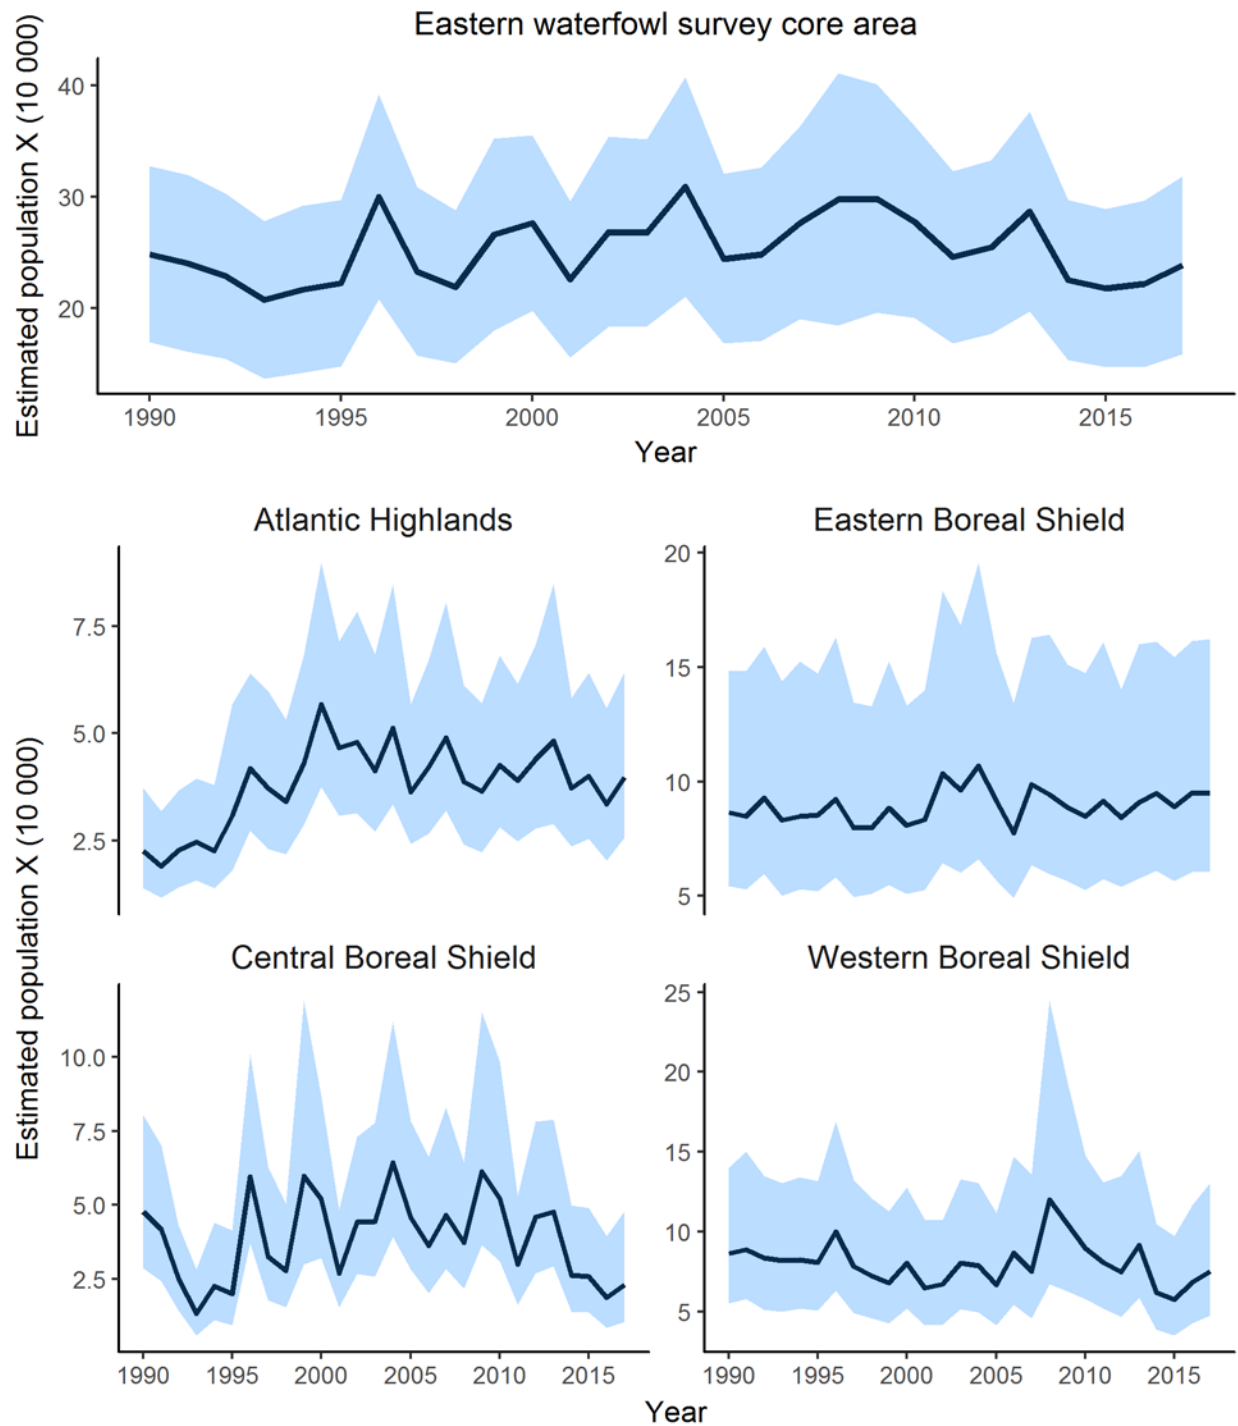 Eastern waterfowl survey core area
Estimated population X (10 000)
40
30
20
1990 1995 2000 2005 2010 2015
Year
Estimated population X (10 000)
Atlantic Highlands
7.5
5.0
2.5
Eastern Boreal Shield
20
15
10
5
Central Boreal Shield
10.0
7.5
5.0
2.5
1990 1995 2000 2005 2010 2015
Western Boreal Shield
25
20
15
10
5
1990 1995 2000 2005 2010 2015
Year